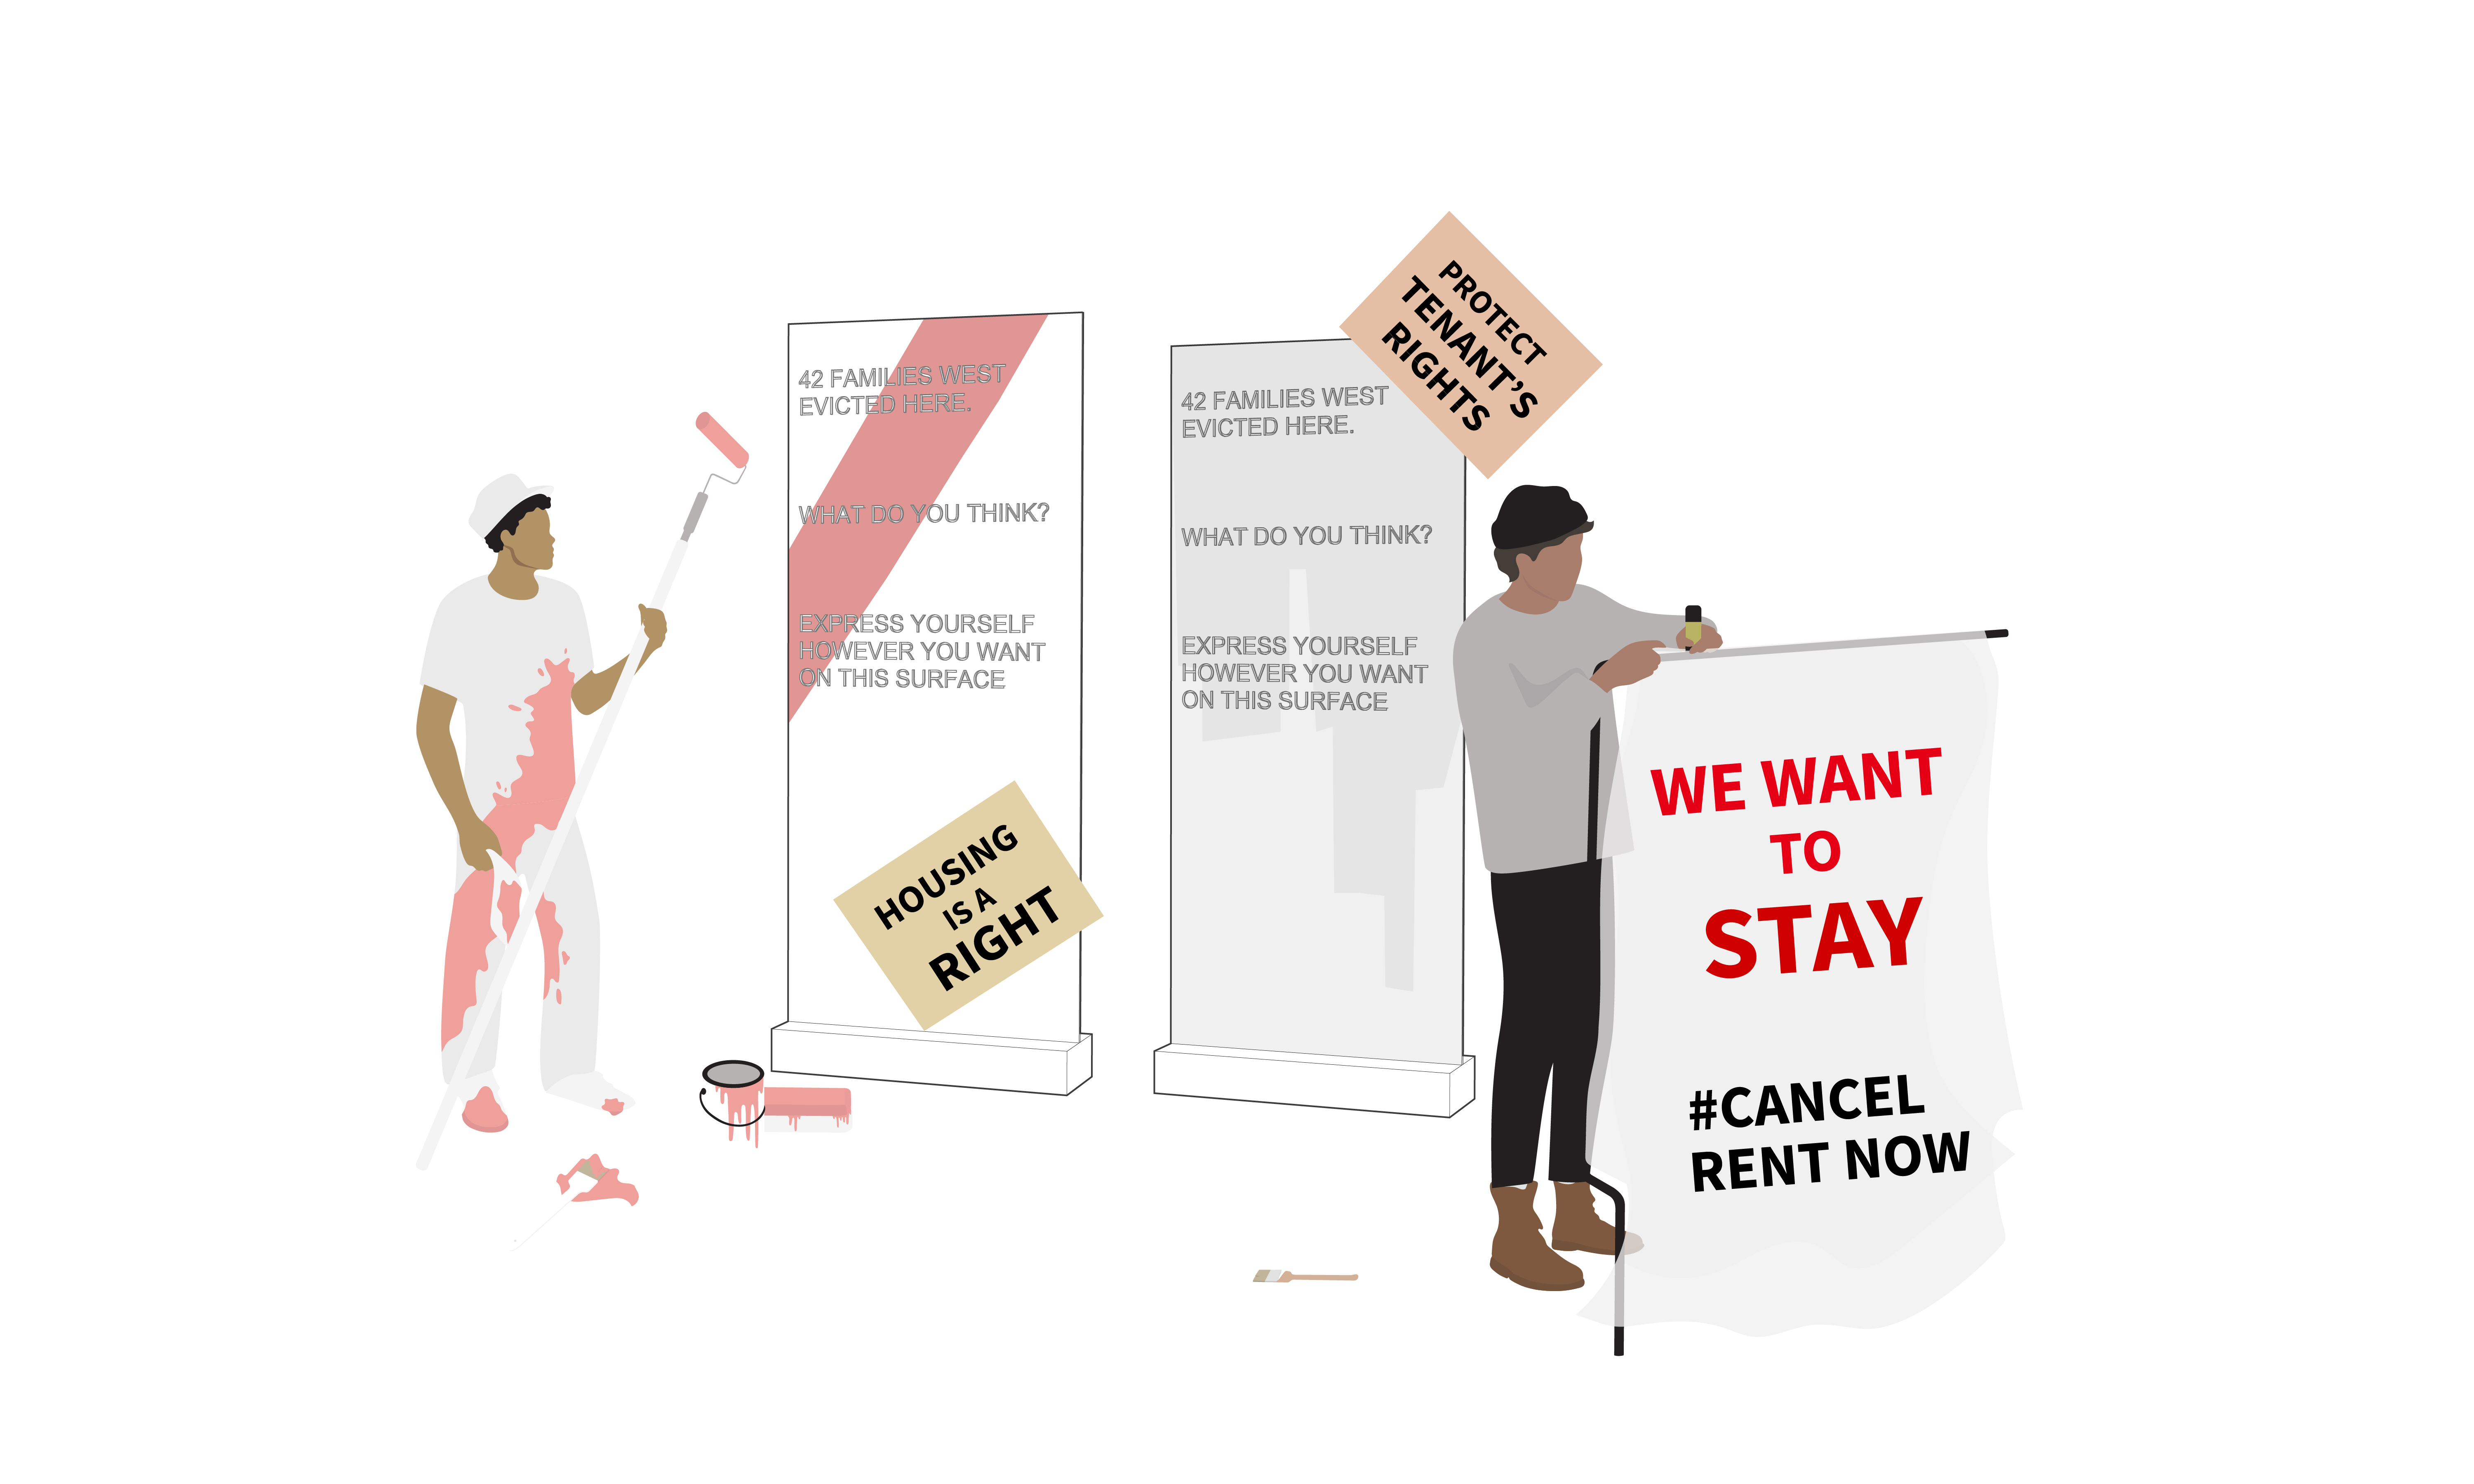 42 FAMILIES WEST
EVICTED HERE.
WHAT DO YOU THINK?
EXPRESS YOURSELF
HOWEVER YOU WANT
ON THIS SURFACE
HOUSING
IS A
RIGHT
42 FAMILIES WEST
EVICTED HERE.
WHAT DO YOU THINK?
EXPRESS YOURSELF
HOWEVER YOU WANT
ON THIS SURFACE
PROTECT
TENANT’S
RIGHTS
WE WANT
TO
STAY
#CANCEL
RENT NOW